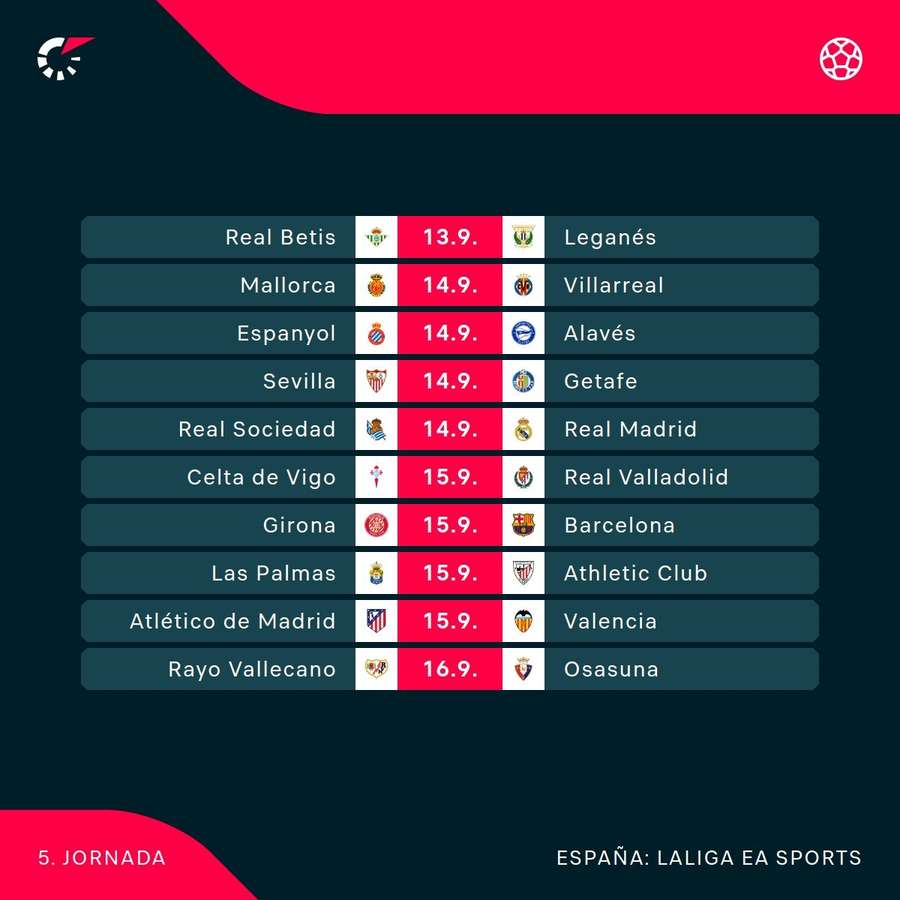 Real Betis 13.9. Leganés
Mallorca 14.9. Villarreal
Espanyol 14.9. Alavés
Sevilla 14.9. Getafe
Real Sociedad 14.9. Real Madrid
Celta de Vigo 15.9. Real Valladolid
Girona 15.9. Barcelona
Las Palmas 15.9. Athletic Club
Atlético de Madrid 15.9. Valencia
Rayo Vallecano 16.9. Osasuna
5. JORNADA
ESPAÑA: LALIGA EA SPORTS